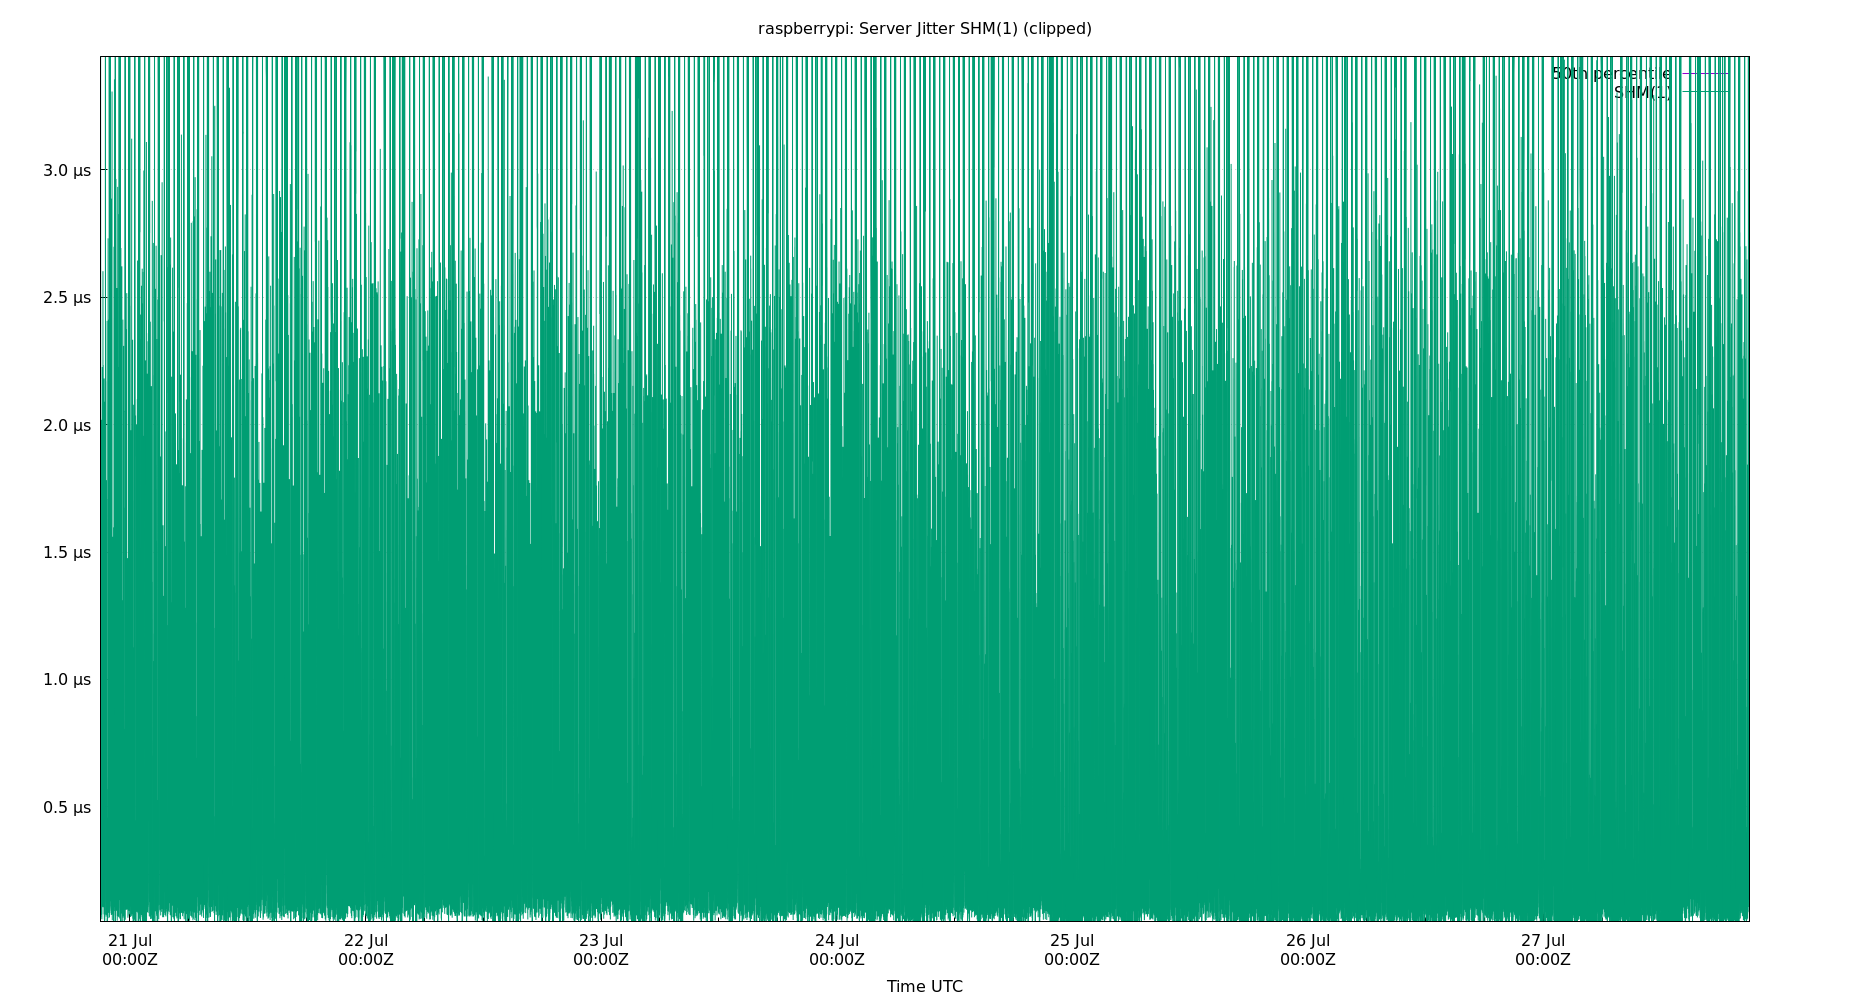 raspberrypi: Server Jitter SHM(1) (clipped)
50th percentile
SHM(1)
3.0 μs
2.5 μs
2.0 μs
1.5 μs
1.0 μs
0.5 μs
21 Jul 22 Jul 23 Jul 24 Jul 25 Jul 26 Jul 27 Jul
00:00Z 00:00Z 00:00Z 00:00Z 00:00Z 00:00Z 00:00Z
Time UTC